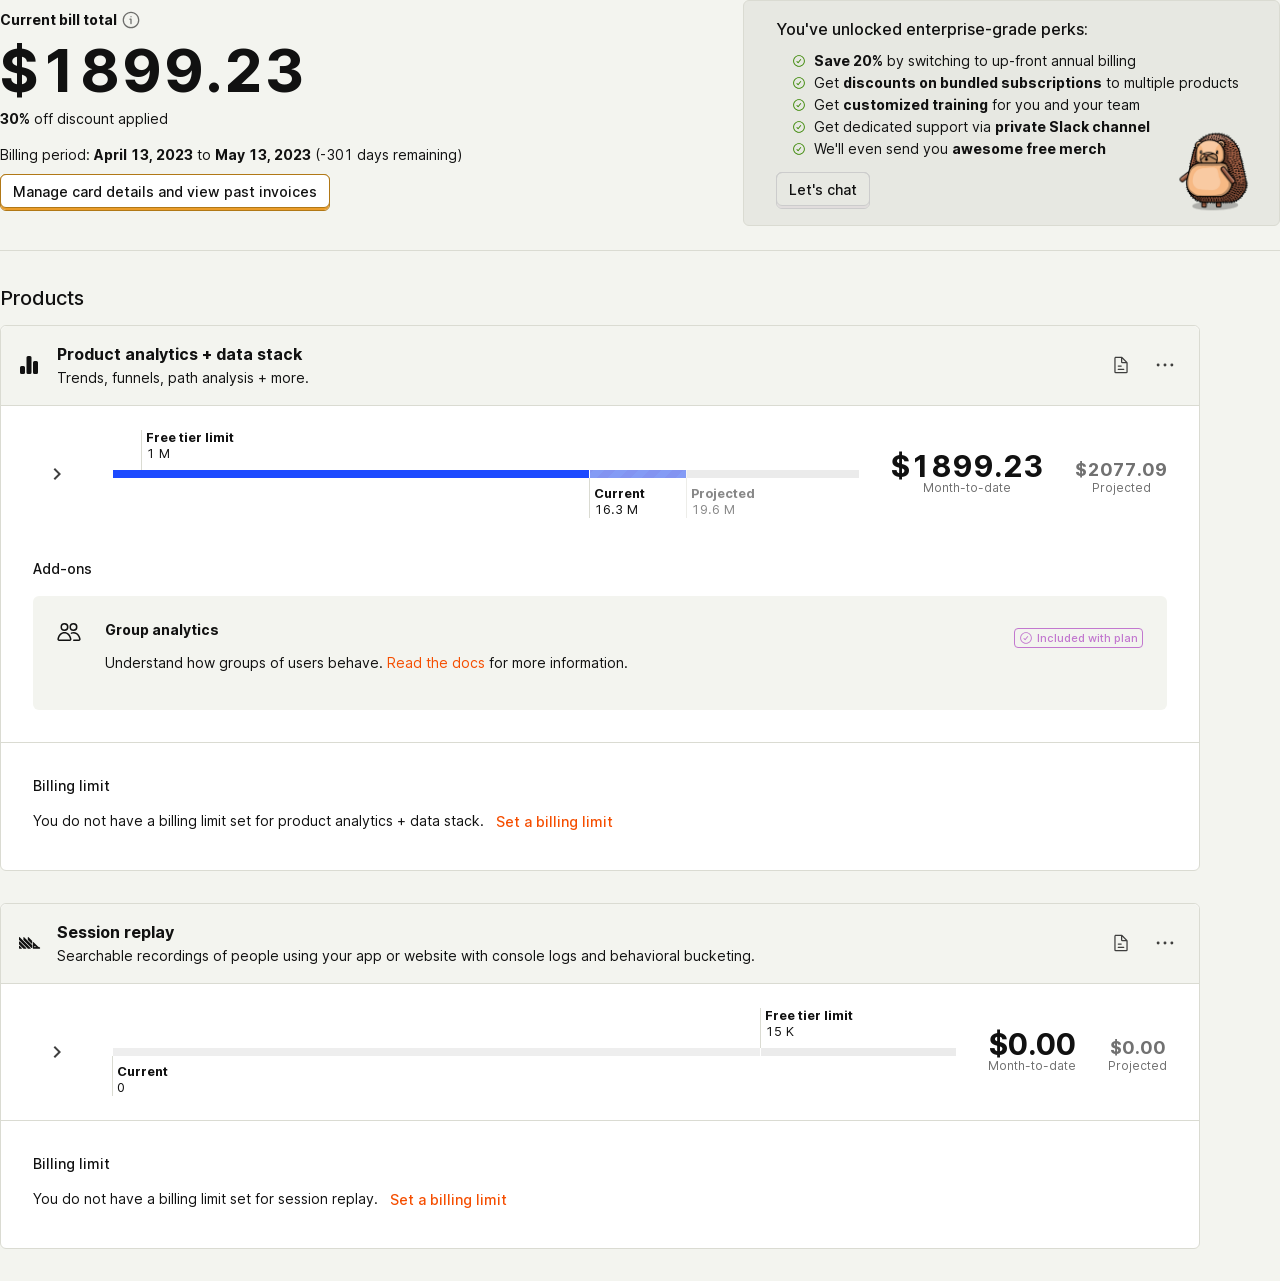 Current bill total
$1899.23
30% off discount applied
Billing period: April 13, 2023 to May 13, 2023 (-301 days remaining)
Manage card details and view past invoices
You've unlocked enterprise-grade perks:
Save 20% by switching to up-front annual billing
Get discounts on bundled subscriptions to multiple products
Get customized training for you and your team
Get dedicated support via private Slack channel
We'll even send you awesome free merch
Let's chat
Products
Product analytics + data stack
Trends, funnels, path analysis + more.
Free tier limit
1 M
Current
16.3 M
Projected
19.6 M
$1899.23
Month-to-date
$2077.09
Projected
Add-ons
Group analytics
Included with plan
Understand how groups of users behave. Read the docs for more information.
Billing limit
You do not have a billing limit set for product analytics + data stack. Set a billing limit
Session replay
Searchable recordings of people using your app or website with console logs and behavioral bucketing.
Free tier limit
15 K
Current
0
$0.00
Month-to-date
$0.00
Projected
Billing limit
You do not have a billing limit set for session replay. Set a billing limit